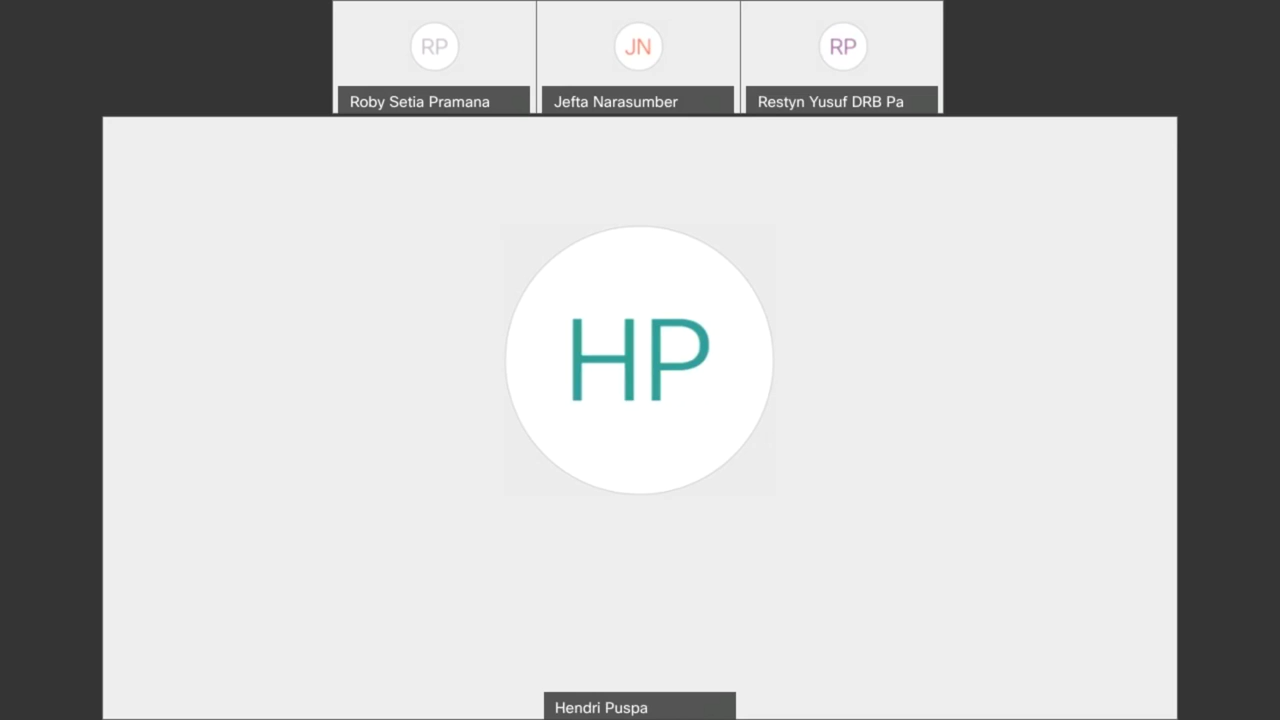 RP
JN
RP
Roby Setia Pramana
Jefta Narasumber
Restyn Yusuf DRB Pa
HP
Hendri Puspa